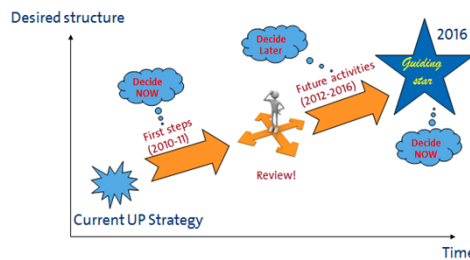 Desired structure
2016
Decide
Later
Guiding
star
Decide
NOW
Future activities
(2012-2016)
First steps
(2010-11)
Decide
NOW
Review!
Current UP Strategy
Time